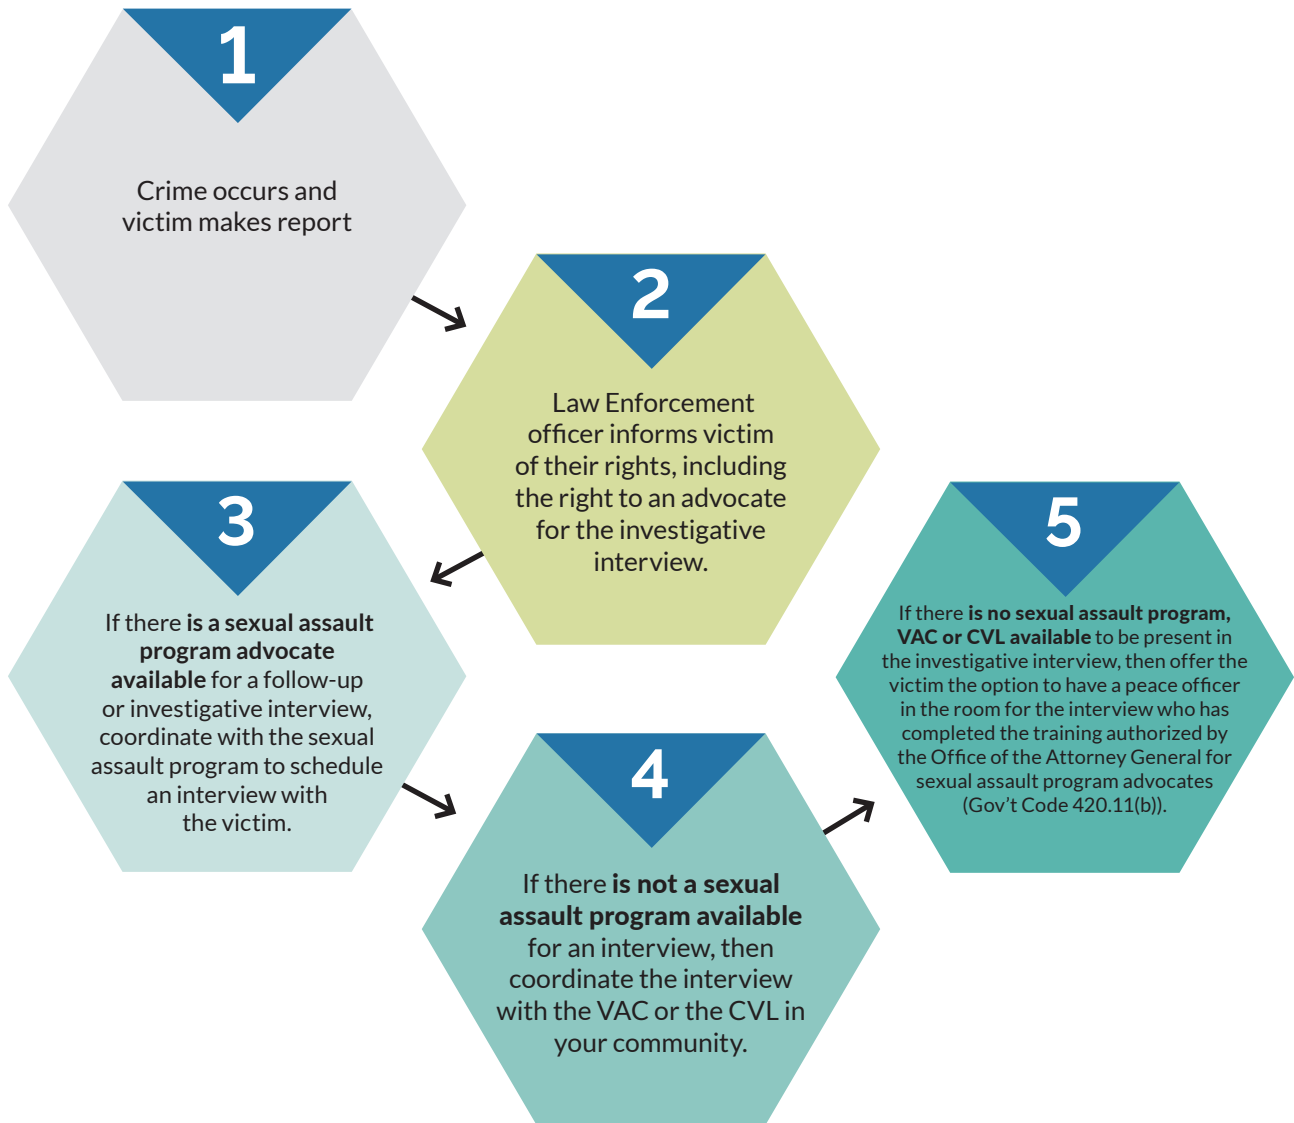 1
Crime occurs and
victim makes report
2
Law Enforcement
officer informs victim
of their rights, including
the right to an advocate
for the investigative
interview.
3
If there is a sexual assault
program advocate
available for a follow-up
or investigative interview,
coordinate with the sexual
assault program to schedule
an interview with
the victim.
4
If there is not a sexual
assault program available
for an interview, then
coordinate the interview
with the VAC or the CVL in
your community.
5
If there is no sexual assault program,
VAC or CVL available to be present in
the investigative interview, then offer the
victim the option to have a peace officer
in the room for the interview who has
completed the training authorized by
the Office of the Attorney General for
sexual assault program advocates
(Gov’t Code 420.11(b)).